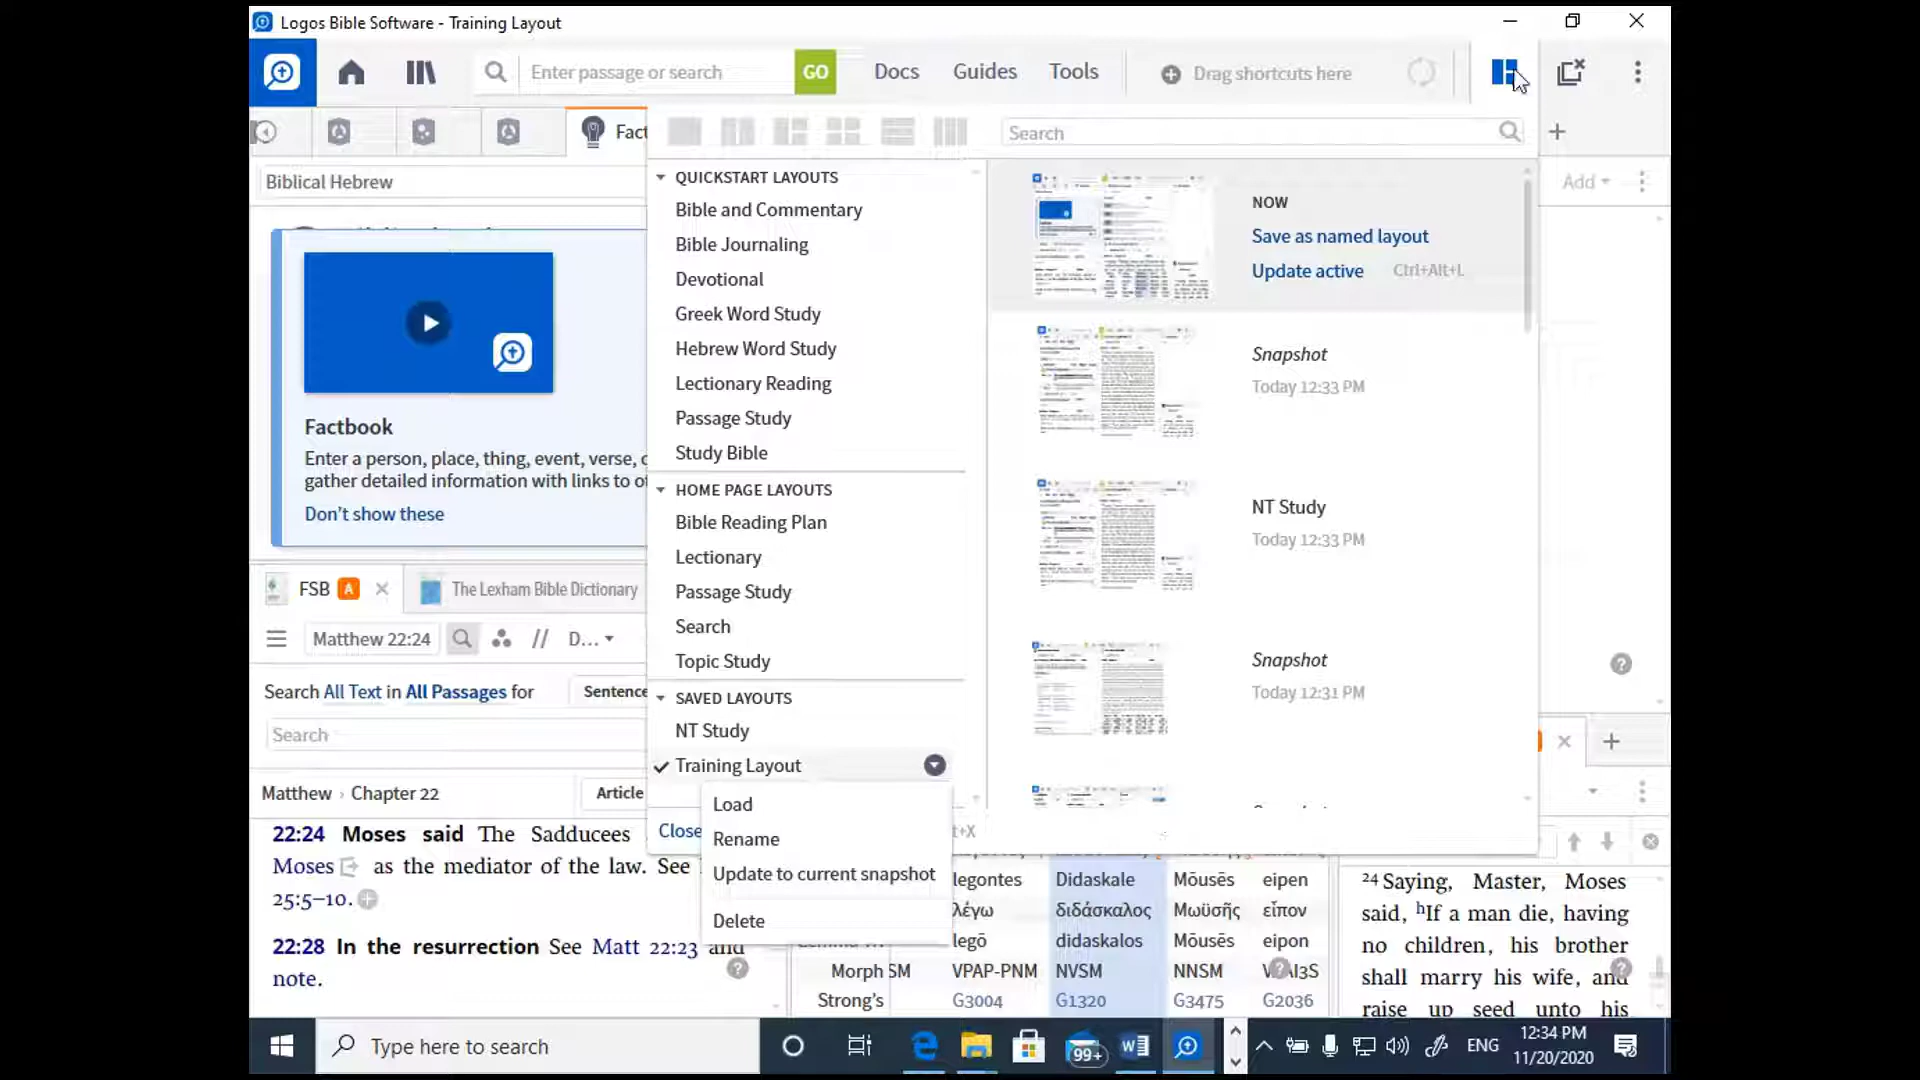 Logos Bible Software - Training Layout
Enter passage or search
GO
Docs
Guides
Tools
Drag shortcuts here
Fact
Search
Biblical Hebrew
Add
QUICKSTART LAYOUTS
Bible and Commentary
Bible Journaling
Devotional
Greek Word Study
Hebrew Word Study
Lectionary Reading
Passage Study
Study Bible
HOME PAGE LAYOUTS
Bible Reading Plan
Lectionary
Passage Study
Search
Topic Study
SAVED LAYOUTS
NT Study
Training Layout
Load
Rename
Update to current snapshot
Delete
Close
t+X
NOW
Save as named layout
Update active Ctrl+Alt+L
Snapshot
Today 12:33 PM
NT Study
Today 12:33 PM
Snapshot
Today 12:31 PM
Factbook
Enter a person, place, thing, event, verse,
gather detailed information with links to
Don't show these
FSB A
The Lexham Bible Dictionary
Matthew 22:24
// D...
Search All Text in All Passages for
Sentence
Search
Matthew › Chapter 22
Article
22:24 Moses said The Sadducees
Moses as the mediator of the law. See
25:5–10.
22:28 In the resurrection See Matt 22:23 and
note.
legontes Didaskale Mōusēs eipen
λέγω διδάσκαλος Μωϋσῆς εἶπον
legō didaskalos Mōusēs eipon
Morph SM VPAP-PNM NVSM NNSM
Strong's G3004 G1320 G3475 G2036
24 Saying, Master, Moses
said, h If a man die, having
no children, his brother
shall marry his wife, and
raise up seed unto his
Type here to search
99+
ENG
12:34 PM
11/20/2020